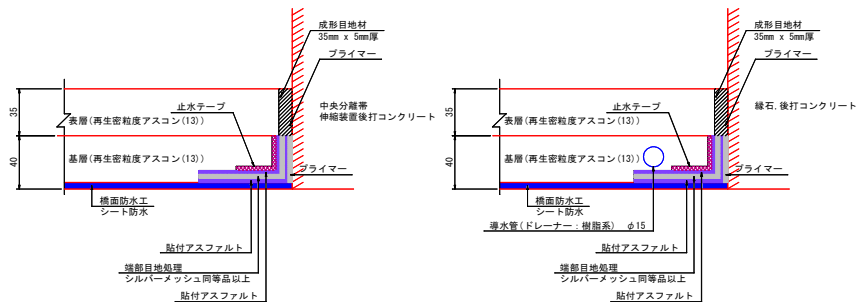 成形目地材
35mm x 5mm厚
プライマー
35
止水テープ
表層(再生密粒度アスコン(13))
中央分離帯
伸縮装置後打コンクリート
40
基層(再生密粒度アスコン(13))
プライマー
橋面防水工
シート防水
貼付アスファルト
端部目地処理
シルバーメッシュ同等品以上
貼付アスファルト
成形目地材
35mm x 5mm厚
プライマー
35
止水テープ
表層(再生密粒度アスコン(13))
縁石.後打コンクリート
40
基層(再生密粒度アスコン(13))
プライマー
橋面防水工
シート防水
導水管(ドレーナー：樹脂系) φ15
貼付アスファルト
端部目地処理
シルバーメッシュ同等品以上
貼付アスファルト